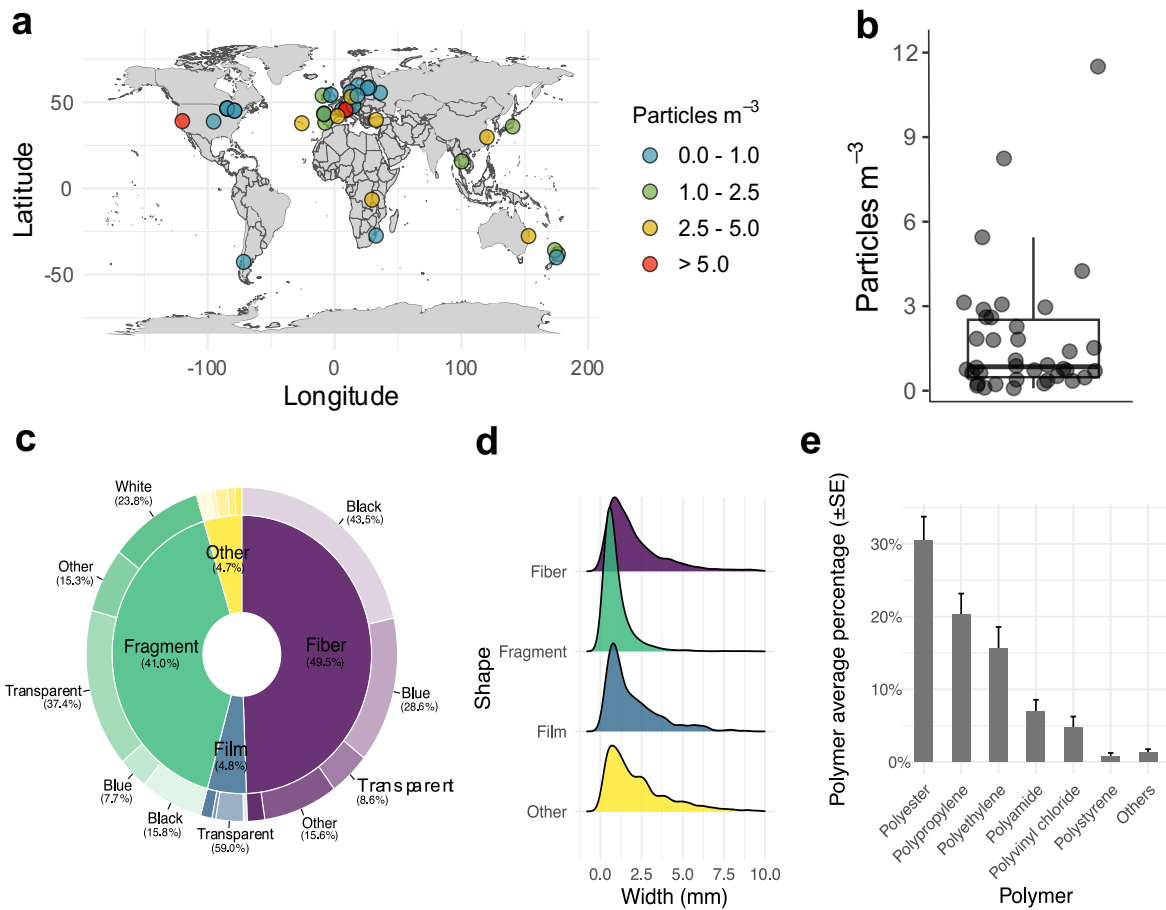 a
Latitude
50
0
-50
-100
0
100
200
Longitude
Particles m⁻³
0.0 - 1.0
1.0 - 2.5
2.5 - 5.0
> 5.0
b
Particles m⁻³
12
9
6
3
0
c
White
(23.8%)
Other
(15.3%)
Transparent
(37.4%)
Blue
(7.7%)
Black
(15.8%)
Fragment
(41.0%)
Other
(4.7%)
Fiber
(49.5%)
Film
(4.8%)
Black
(43.5%)
Blue
(28.6%)
Transparent
(8.6%)
Other
(15.6%)
Transparent
(59.0%)
d
Shape
Fiber
Fragment
Film
Other
0.0 2.5 5.0 7.5 10.0
Width (mm)
e
Polymer average percentage (±SE)
30%
20%
10%
0%
Polyester
Polypropylene
Polyethylene
Polyamide
Polyvinyl chloride
Polystyrene
Others
Polymer